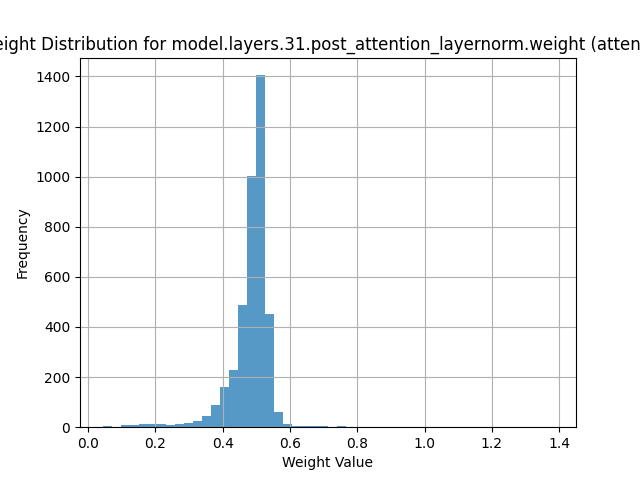 eight Distribution for model.layers.31.post_attention_layernorm.weight (atten
1400
1200
1000
800
600
400
200
0
Frequency
0.0 0.2 0.4 0.6 0.8 1.0 1.2 1.4
Weight Value